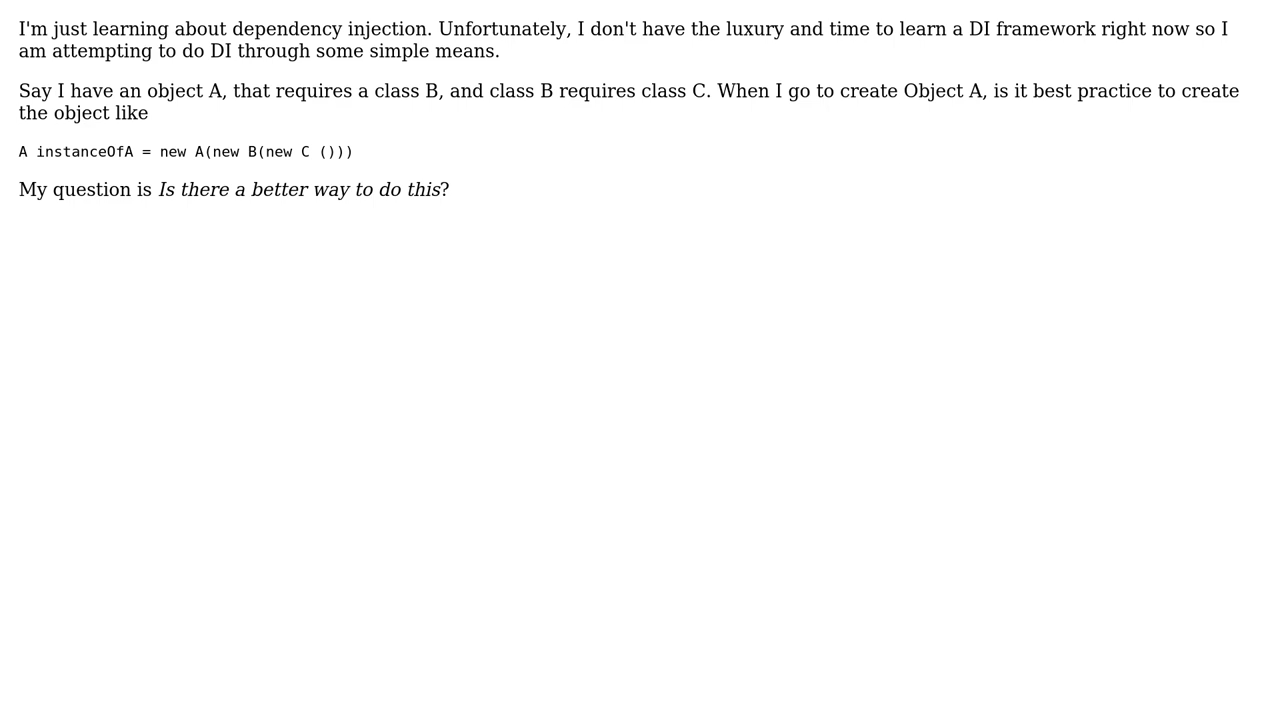 I'm just learning about dependency injection. Unfortunately, I don't have the luxury and time to learn a DI framework right now so I
am attempting to do DI through some simple means.
Say I have an object A, that requires a class B, and class B requires class C. When I go to create Object A, is it best practice to create
the object like
A instanceOfA = new A(new B(new C ()))
My question is Is there a better way to do this?